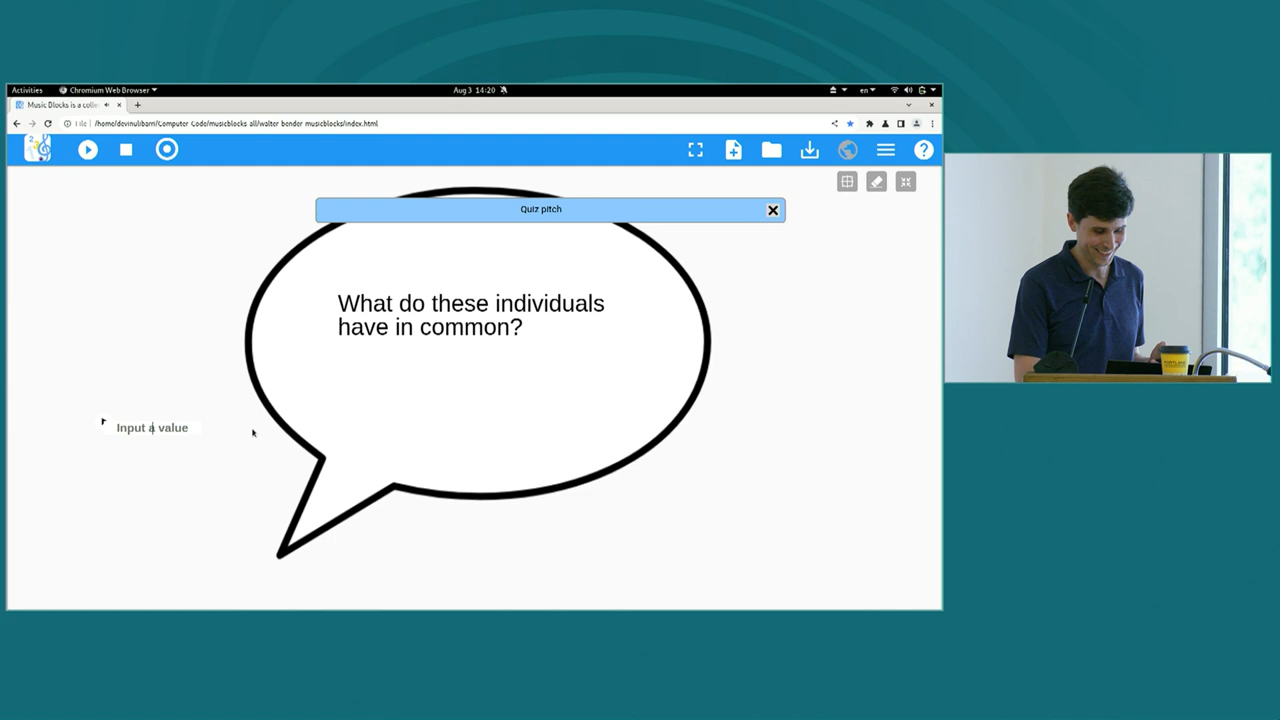 Activities
Chromium Web Browser
Aug 3 14:20
en
Music Blocks is a colle
/home/devinulibarri/Computer Code/musicblocks-all/walter-bender-musicblocks/index.html
Quiz pitch
What do these individuals
have in common?
Input a value
PORTLAND